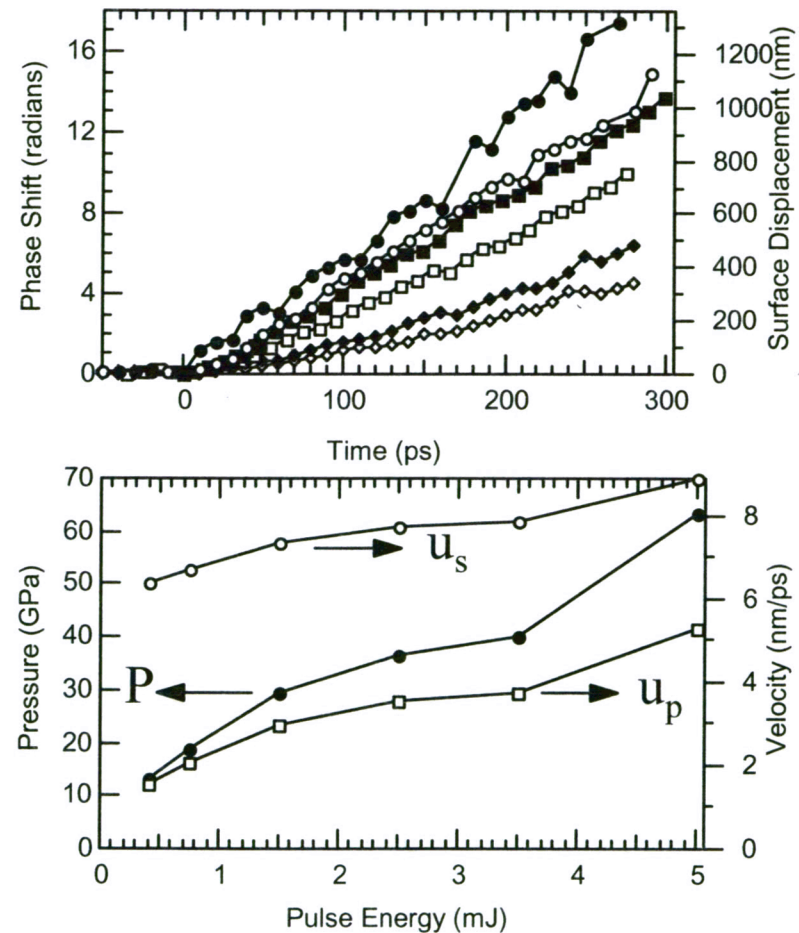 Phase Shift (radians)
16
12
8
4
0
1200
1000
800
600
400
200
0
Surface Displacement (nm)
0 100 200 300
Time (ps)
Pressure (GPa)
70
60
50
40
30
20
10
0
us
P
up
8
6
4
2
0
Velocity (nm/ps)
0 1 2 3 4 5
Pulse Energy (mJ)